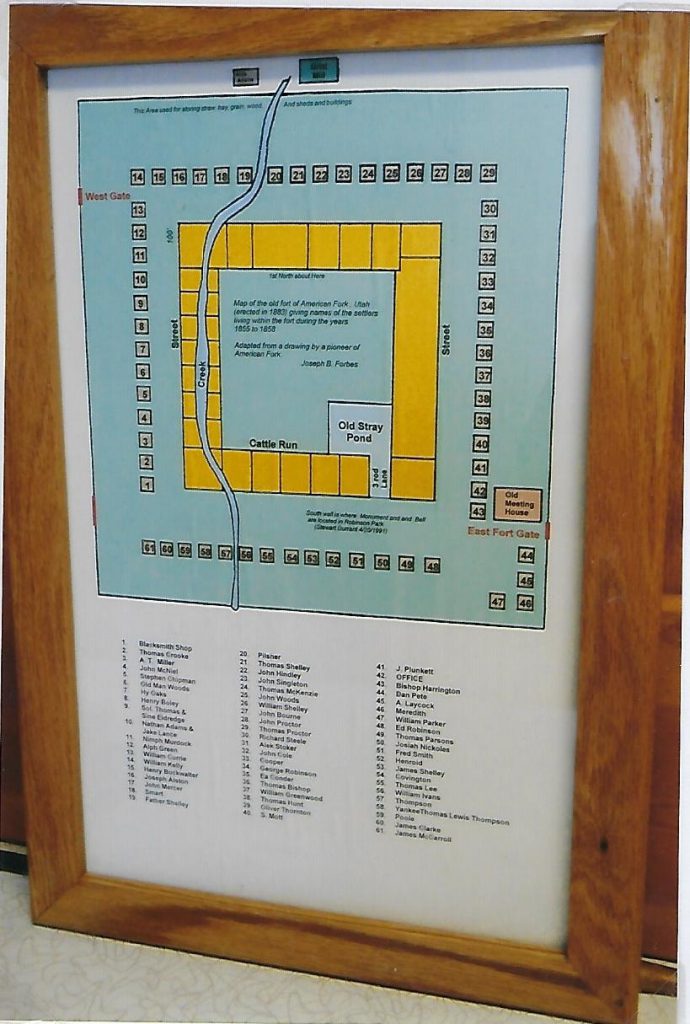 This Area used for storing straw, hay, grain, wood, And sheds and buildings
14 15 16 17 18 19 20 21 22 23 24 25 26 27 28 29
West Gate
13
12
11
10
9
8
7
6
5
4
3
2
1
100'
Street
Creek
1st North about Here
Map of the old fort of American Fork, Utah
(erected in 1883) giving names of the settlers
living within the fort during the years
1855 to 1858
Adapted from a drawing by a pioneer of
American Fork.
Joseph B. Forbes
Old Stray
Pond
Cattle Run
3 rod
Lane
Street
30
31
32
33
34
35
36
37
38
39
40
41
42
43
Old
Meeting
House
East Fort Gate
South wall is where Monument and and Bell
are located in Robinson Park
(Stewart Durrant 4/20/1991)
61 60 59 58 57 56 55 54 53 52 51 50 49 48
44
45
47 46
1. Blacksmith Shop
2. Thomas Crooke
3. A. T. Miller
4. John McNiel
5. Stephen Chipman
6. Old Man Woods
7. Hy Oaks
8. Henry Boley
9. Sol. Thomas &
Sine Eldredge
10. Nathan Adams &
Jake Lance
11. Nimph Murdock
12. Alph Green
13. William Currie
14. William Kelly
15. Henry Buckwalter
16. Joseph Alston
17. John Mercer
18. Smart
19. Father Shelley
20. Pilsher
21. Thomas Shelley
22. John Hindley
23. John Singleton
24. Thomas McKenzie
25. John Woods
26. William Shelley
27. John Bourne
28. John Proctor
29. Thomas Proctor
30. Richard Steele
31. Alex Stoker
32. John Cole
33. Cooper
34. George Robinson
35. Ea Conder
36. Thomas Bishop
37. William Greenwood
38. Thomas Hunt
39. Oliver Thornton
40. S. Mott
41. J. Plunkett
42. OFFICE
43. Bishop Harrington
44. Dan Pete
45. A. Laycock
46. Meredith
47. William Parker
48. Ed Robinson
49. Thomas Parsons
50. Josiah Nickoles
51. Fred Smith
52. Henroid
53. James Shelley
54. Covington
55. Thomas Lee
56. William Ivans
57. Thompson
58. YankeeThomas Lewis Thompson
59. Poole
60. James Clarke
61. James McCarroll